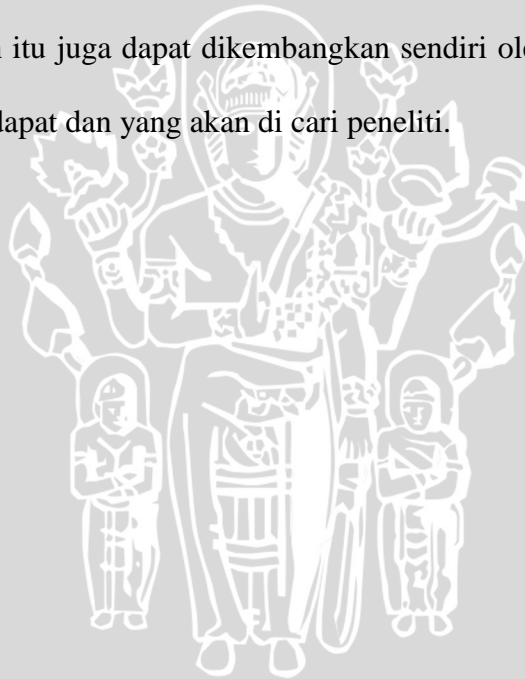 itu juga dapat dikembangkan sendiri
dapat dan yang akan di cari peneliti.